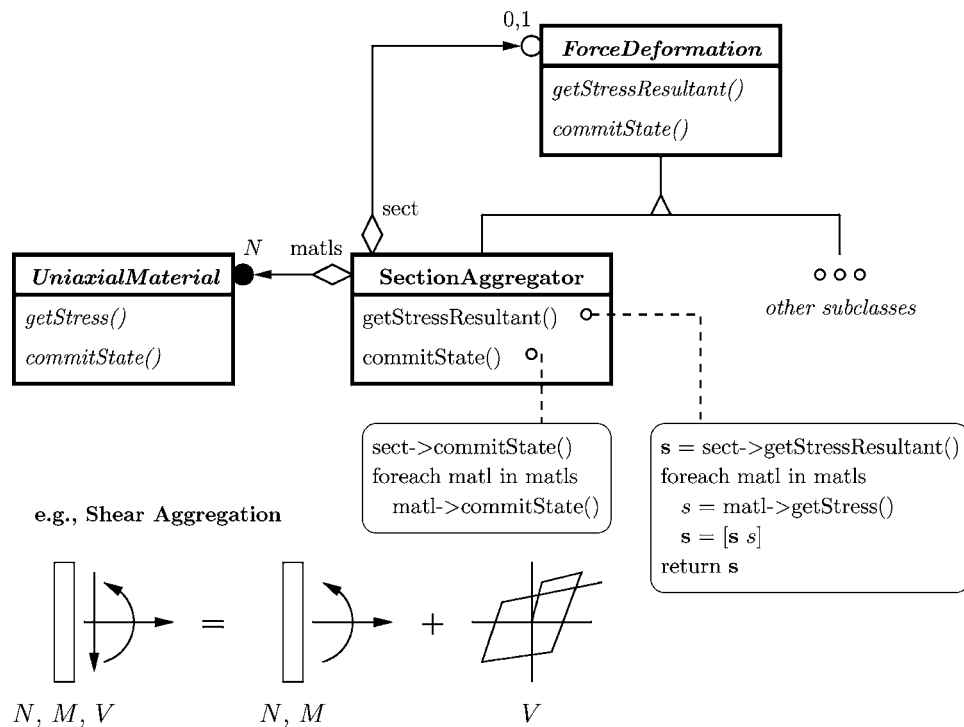 0,1
ForceDeformation
getStressResultant()
commitState()
sect
N
matls
UniaxialMaterial
getStress()
commitState()
SectionAggregator
getStressResultant()
commitState()
other subclasses
sect->commitState()
foreach matl in matls
matl->commitState()
s = sect->getStressResultant()
foreach matl in matls
s = matl->getStress()
s = [s s]
return s
e.g., Shear Aggregation
= +
N, M, V N, M V